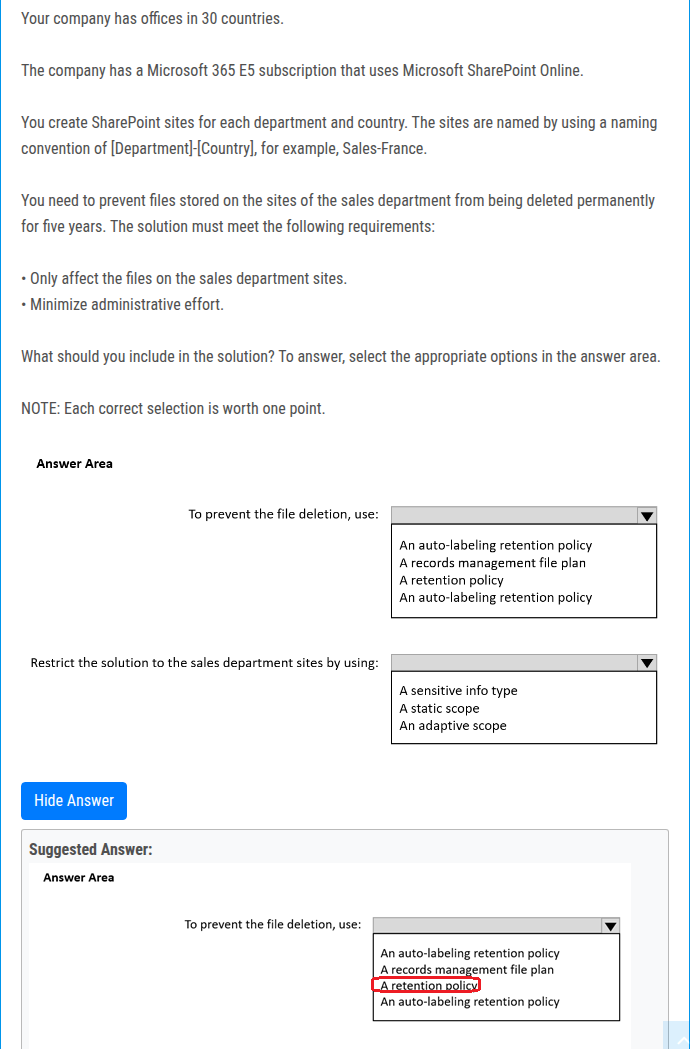 Your company has offices in 30 countries.
The company has a Microsoft 365 E5 subscription that uses Microsoft SharePoint Online.
You create SharePoint sites for each department and country. The sites are named by using a naming
convention of [Department]-[Country], for example, Sales-France.
You need to prevent files stored on the sites of the sales department from being deleted permanently
for five years. The solution must meet the following requirements:
• Only affect the files on the sales department sites.
• Minimize administrative effort.
What should you include in the solution? To answer, select the appropriate options in the answer area.
NOTE: Each correct selection is worth one point.
Answer Area
To prevent the file deletion, use:
An auto-labeling retention policy
A records management file plan
A retention policy
An auto-labeling retention policy
Restrict the solution to the sales department sites by using:
A sensitive info type
A static scope
An adaptive scope
Hide Answer
Suggested Answer:
Answer Area
To prevent the file deletion, use:
An auto-labeling retention policy
A records management file plan
A retention policy
An auto-labeling retention policy